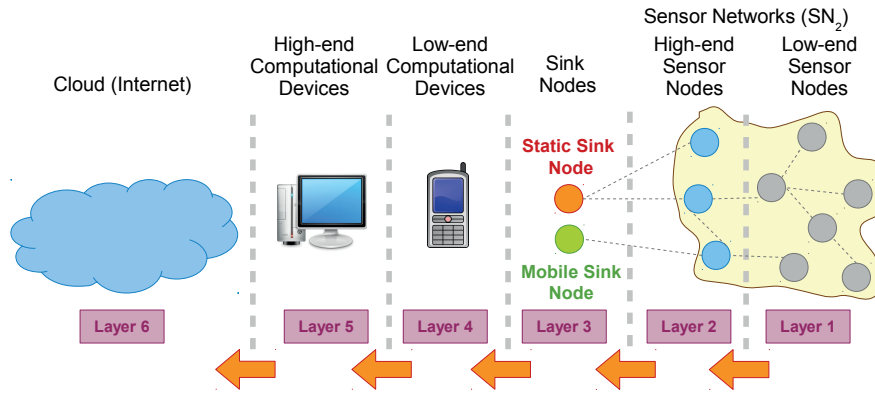 Sensor Networks (SN₂)
Cloud (Internet)
High-end
Computational
Devices
Low-end
Computational
Devices
Sink
Nodes
High-end
Sensor
Nodes
Low-end
Sensor
Nodes
Static Sink
Node
Mobile Sink
Node
Layer 6
Layer 5
Layer 4
Layer 3
Layer 2
Layer 1